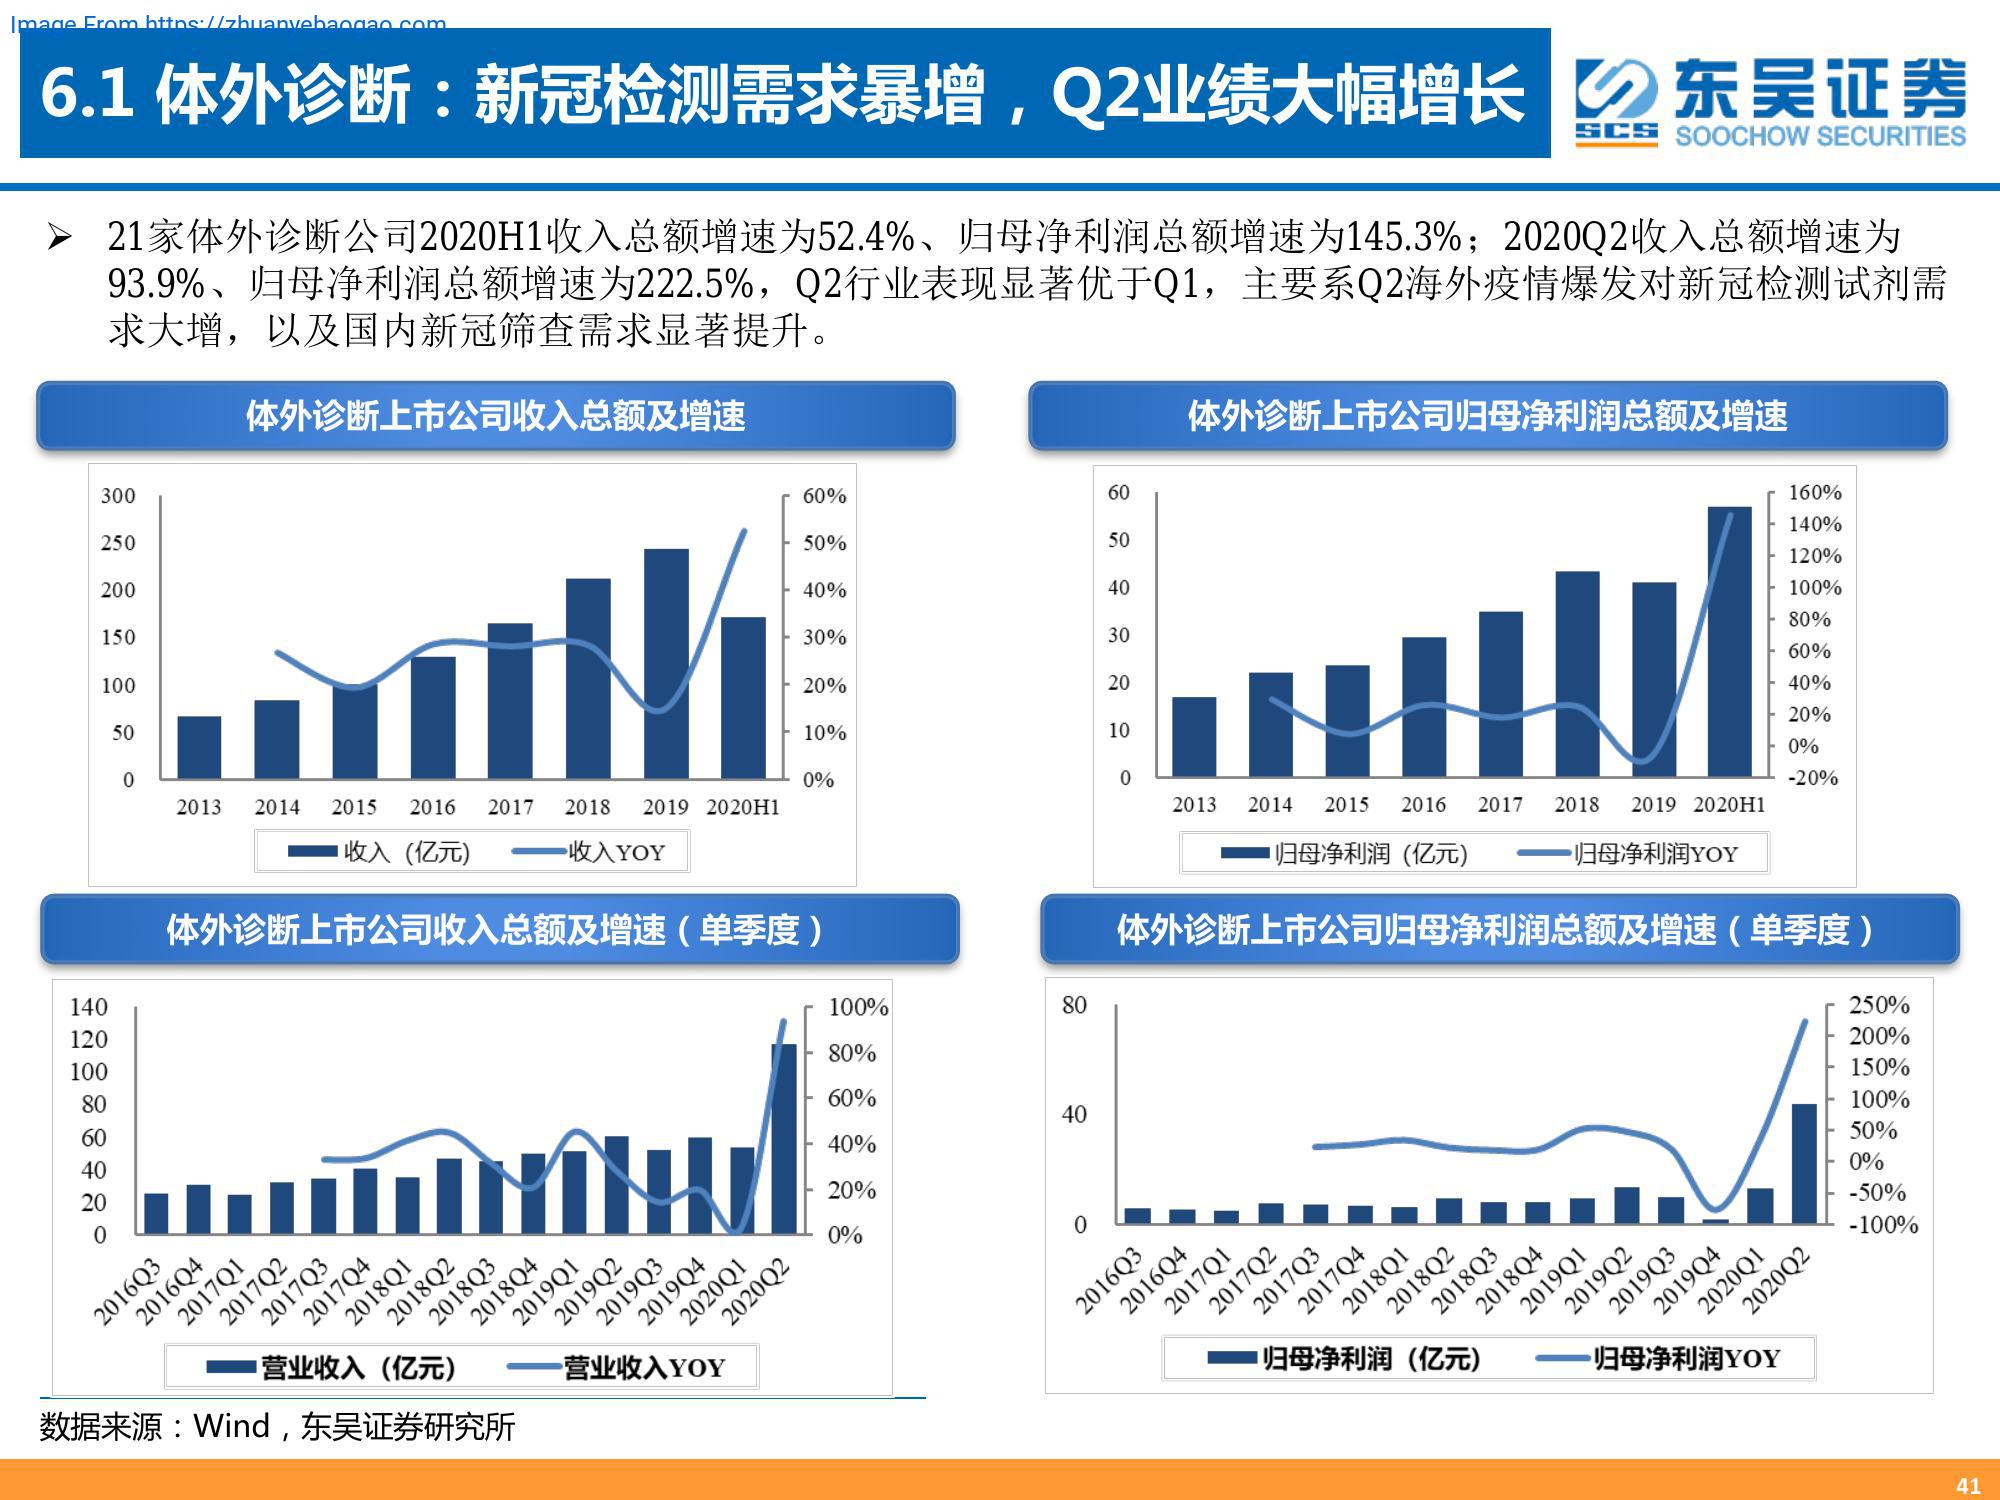 Image From https://zhuanyebaogao.com
6.1 体外诊断：新冠检测需求暴增，Q2业绩大幅增长
东吴证券
SCS
SOOCHOW SECURITIES
➢ 21家体外诊断公司2020H1收入总额增速为52.4%、归母净利润总额增速为145.3%；2020Q2收入总额增速为
93.9%、归母净利润总额增速为222.5%，Q2行业表现显著优于Q1，主要系Q2海外疫情爆发对新冠检测试剂需
求大增，以及国内新冠筛查需求显著提升。
体外诊断上市公司收入总额及增速
300
250
200
150
100
50
0
60%
50%
40%
30%
20%
10%
0%
2013 2014 2015 2016 2017 2018 2019 2020H1
收入（亿元） 收入YOY
体外诊断上市公司归母净利润总额及增速
60
50
40
30
20
10
0
160%
140%
120%
100%
80%
60%
40%
20%
0%
-20%
2013 2014 2015 2016 2017 2018 2019 2020H1
归母净利润（亿元） 归母净利润YOY
体外诊断上市公司收入总额及增速（单季度）
140
120
100
80
60
40
20
0
100%
80%
60%
40%
20%
0%
2016Q3 2016Q4 2017Q1 2017Q2 2017Q3 2017Q4 2018Q1 2018Q2 2018Q3 2018Q4 2019Q1 2019Q2 2019Q3 2019Q4 2020Q1 2020Q2
营业收入（亿元） 营业收入YOY
体外诊断上市公司归母净利润总额及增速（单季度）
80
40
0
250%
200%
150%
100%
50%
0%
-50%
-100%
2016Q3 2016Q4 2017Q1 2017Q2 2017Q3 2017Q4 2018Q1 2018Q2 2018Q3 2018Q4 2019Q1 2019Q2 2019Q3 2019Q4 2020Q1 2020Q2
归母净利润（亿元） 归母净利润YOY
数据来源：Wind，东吴证券研究所
41